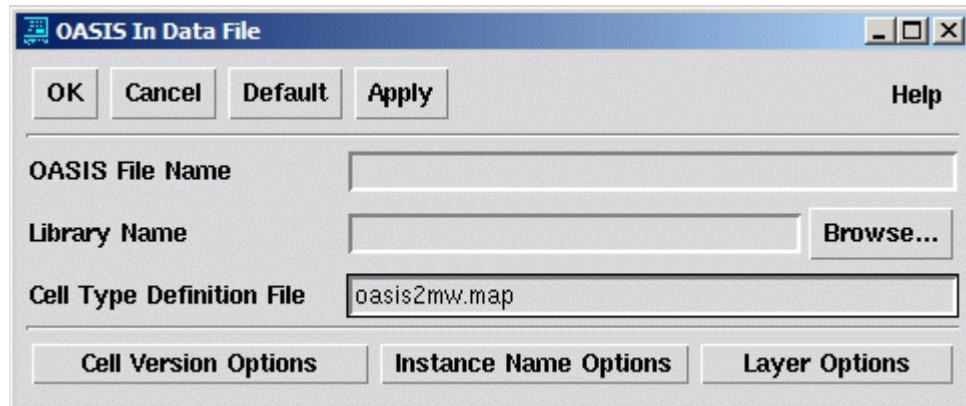 OASIS In Data File
OK Cancel Default Apply Help
OASIS File Name
Library Name Browse...
Cell Type Definition File oasis2mw.map
Cell Version Options Instance Name Options Layer Options